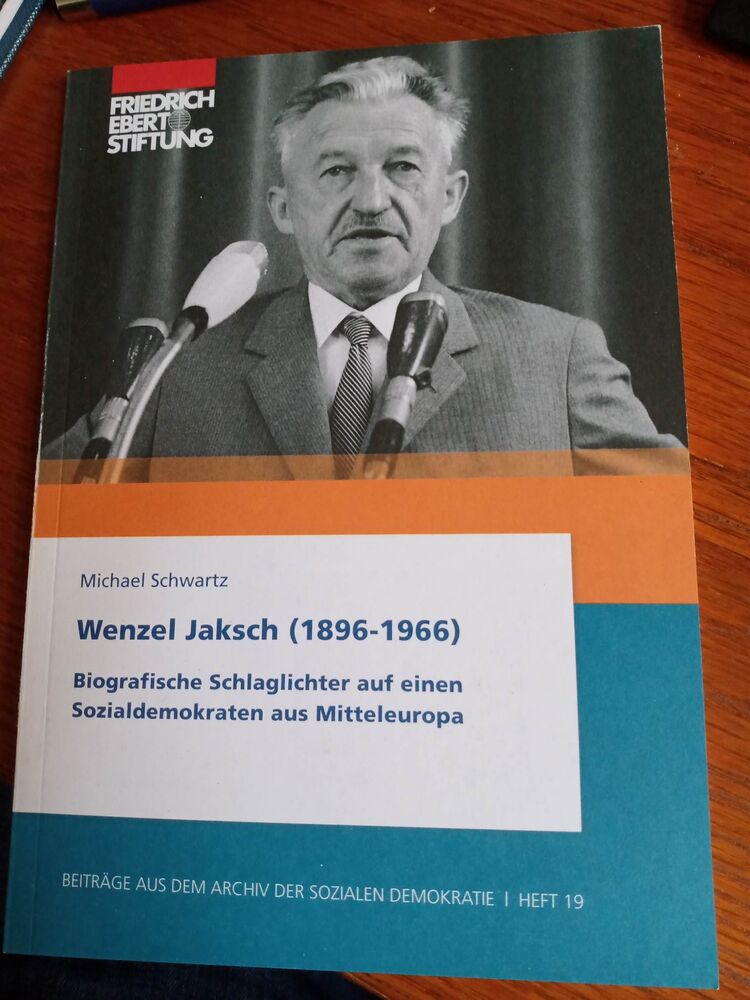 FRIEDRICH
EBERT
STIFTUNG
Michael Schwartz
Wenzel Jaksch (1896-1966)
Biografische Schlaglichter auf einen
Sozialdemokraten aus Mitteleuropa
BEITRÄGE AUS DEM ARCHIV DER SOZIALEN DEMOKRATIE | HEFT 19